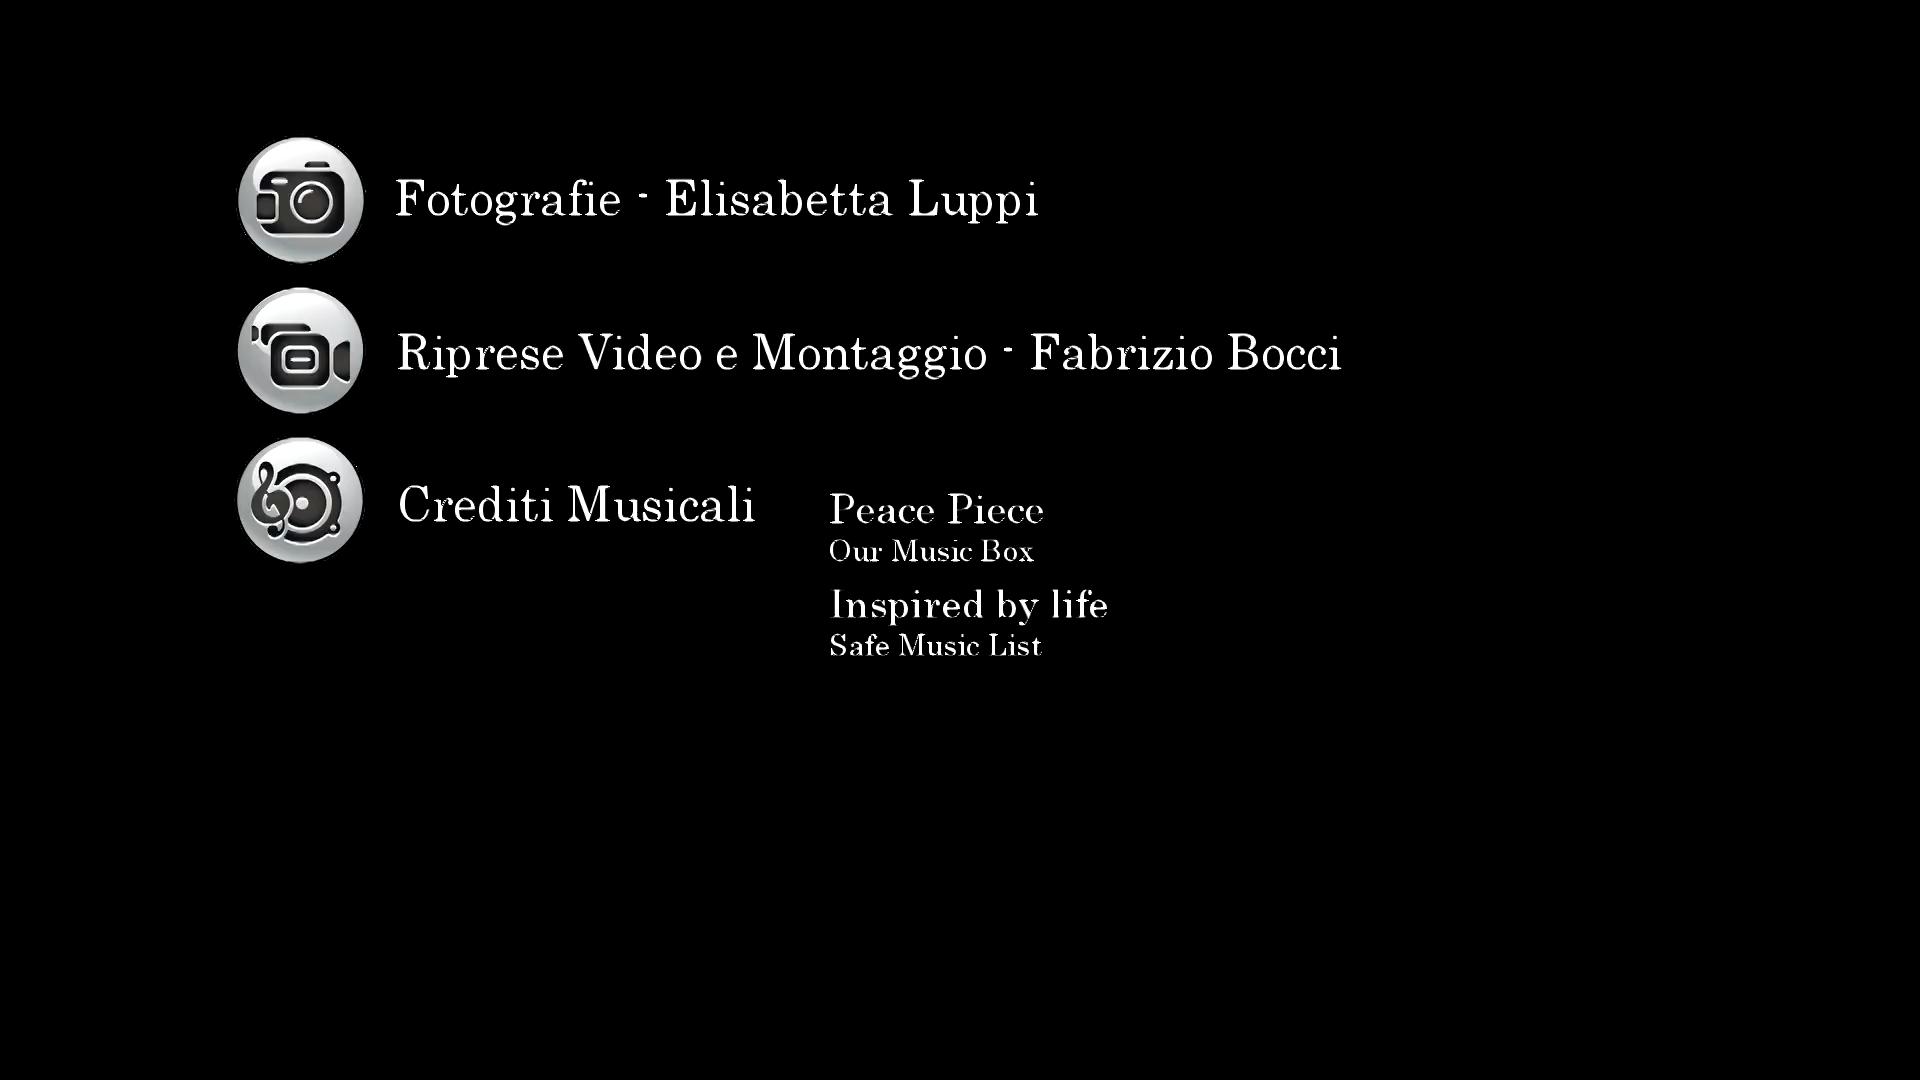 Fotografie - Elisabetta Luppi
Riprese Video e Montaggio - Fabrizio Bocci
Crediti Musicali
Peace Piece
Our Music Box
Inspired by life
Safe Music List